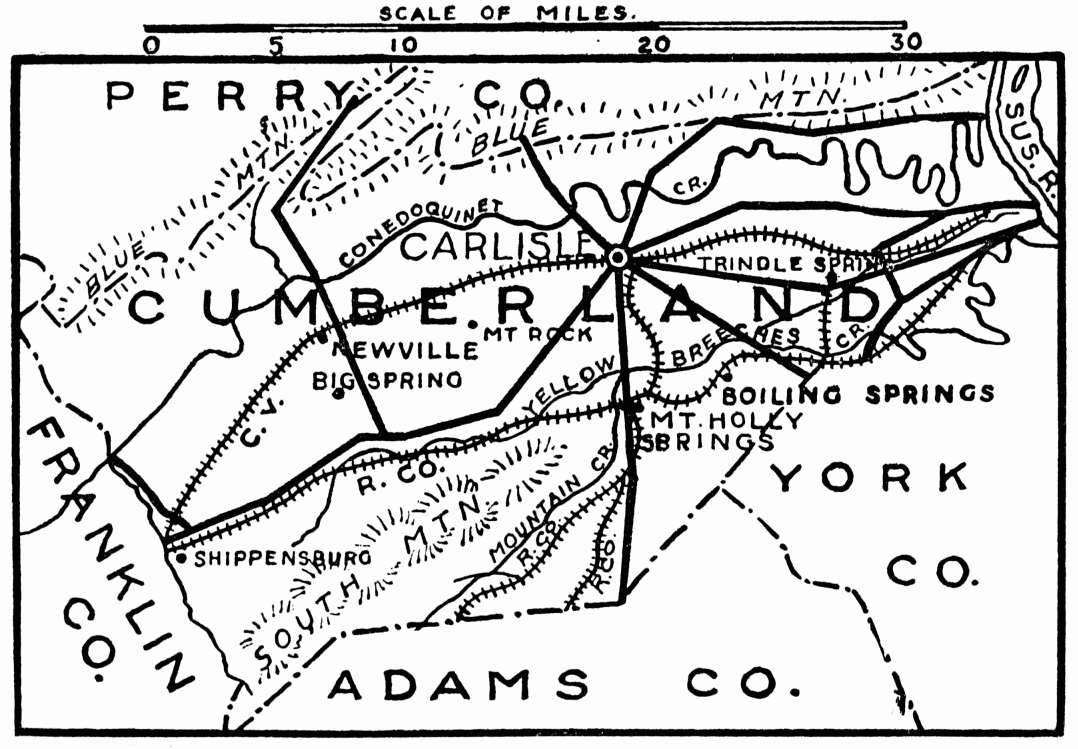 SCALE OF MILES.
0 5 10 20 30
PERRY CO.
BLUE MTN.
BLUE MTN.
SUS. R.
CONEDOQUINET CR.
CARLISLE
TRINDLE SPRING
CUMBERLAND
MT ROCK
NEWVILLE
BIG SPRING
YELLOW BREECHES CR.
BOILING SPRINGS
C. V.
R. CO.
MT. HOLLY
SPRINGS
YORK
CO.
SOUTH MTN
MOUNTAIN CR.
R. CO.
R. CO.
SHIPPENSBURG
FRANKLIN
CO.
ADAMS CO.